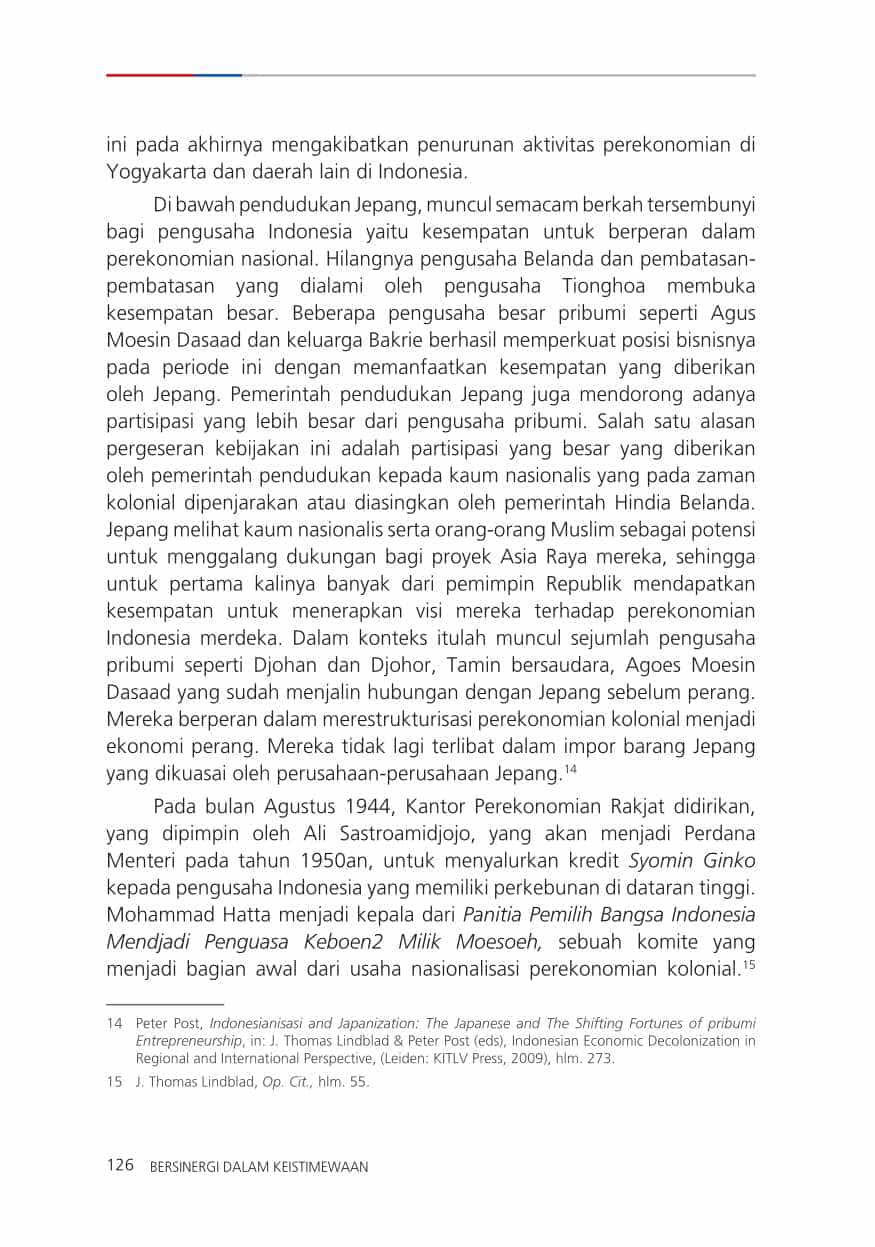 ini pada akhirnya mengakibatkan penurunan aktivitas perekonomian di
Yogyakarta dan daerah lain di Indonesia.
Di bawah pendudukan Jepang, muncul semacam berkah tersembunyi
bagi pengusaha Indonesia yaitu kesempatan untuk berperan dalam
perekonomian nasional. Hilangnya pengusaha Belanda dan pembatasan-
pembatasan yang dialami oleh pengusaha Tionghoa membuka
kesempatan besar. Beberapa pengusaha besar pribumi seperti Agus
Moesin Dasaad dan keluarga Bakrie berhasil memperkuat posisi bisnisnya
pada periode ini dengan memanfaatkan kesempatan yang diberikan
oleh Jepang. Pemerintah pendudukan Jepang juga mendorong adanya
partisipasi yang lebih besar dari pengusaha pribumi. Salah satu alasan
pergeseran kebijakan ini adalah partisipasi yang besar yang diberikan
oleh pemerintah pendudukan kepada kaum nasionalis yang pada zaman
kolonial dipenjarakan atau diasingkan oleh pemerintah Hindia Belanda.
Jepang melihat kaum nasionalis serta orang-orang Muslim sebagai potensi
untuk menggalang dukungan bagi proyek Asia Raya mereka, sehingga
untuk pertama kalinya banyak dari pemimpin Republik mendapatkan
kesempatan untuk menerapkan visi mereka terhadap perekonomian
Indonesia merdeka. Dalam konteks itulah muncul sejumlah pengusaha
pribumi seperti Djohan dan Djohor, Tamin bersaudara, Agoes Moesin
Dasaad yang sudah menjalin hubungan dengan Jepang sebelum perang.
Mereka berperan dalam merestrukturisasi perekonomian kolonial menjadi
ekonomi perang. Mereka tidak lagi terlibat dalam impor barang Jepang
yang dikuasai oleh perusahaan-perusahaan Jepang.14
Pada bulan Agustus 1944, Kantor Perekonomian Rakjat didirikan,
yang dipimpin oleh Ali Sastroamidjojo, yang akan menjadi Perdana
Menteri pada tahun 1950an, untuk menyalurkan kredit Syomin Ginko
kepada pengusaha Indonesia yang memiliki perkebunan di dataran tinggi.
Mohammad Hatta menjadi kepala dari Panitia Pemilih Bangsa Indonesia
Mendjadi Penguasa Keboen2 Milik Moesoeh, sebuah komite yang
menjadi bagian awal dari usaha nasionalisasi perekonomian kolonial.15
14 Peter Post, Indonesianisasi and Japanization: The Japanese and The Shifting Fortunes of pribumi
Entrepreneurship, in: J. Thomas Lindblad & Peter Post (eds), Indonesian Economic Decolonization in
Regional and International Perspective, (Leiden: KITLV Press, 2009), hlm. 273.
15 J. Thomas Lindblad, Op. Cit., hlm. 55.
126 BERSINERGI DALAM KEISTIMEWAAN